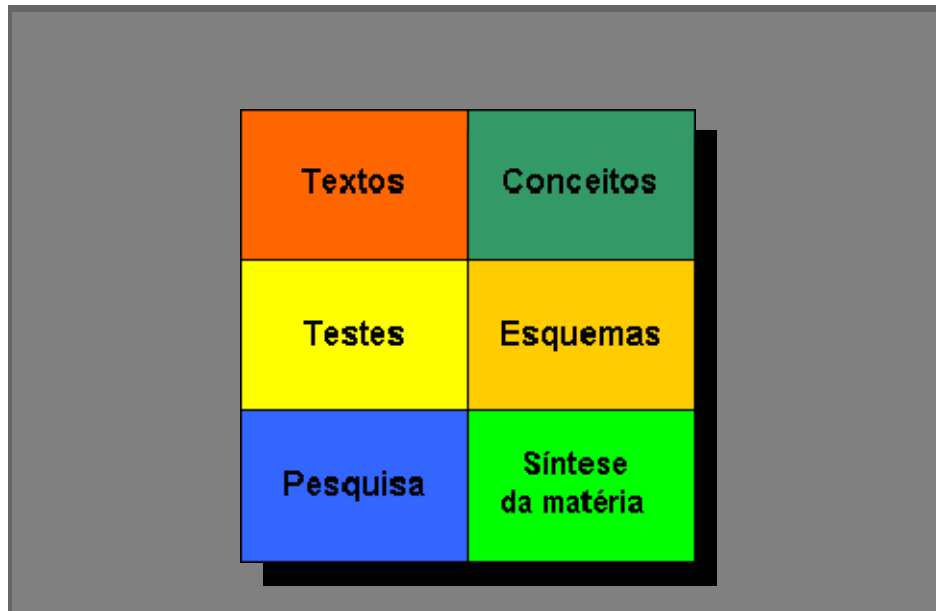 Textos
Conceitos
Testes
Esquemas
Pesquisa
Síntese
da matéria